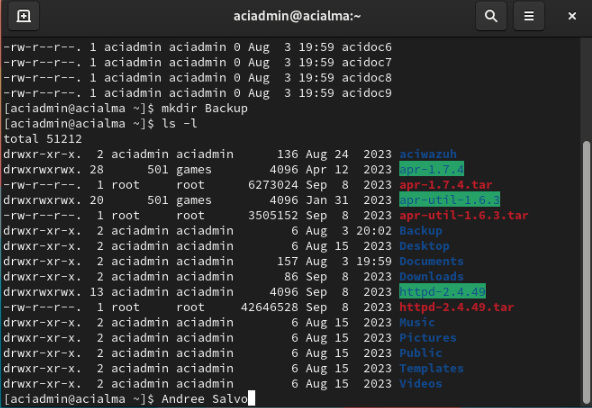 aciadmin@acialma:~
-rw-r--r--. 1 aciadmin aciadmin 0 Aug  3 19:59 acidoc6
-rw-r--r--. 1 aciadmin aciadmin 0 Aug  3 19:59 acidoc7
-rw-r--r--. 1 aciadmin aciadmin 0 Aug  3 19:59 acidoc8
-rw-r--r--. 1 aciadmin aciadmin 0 Aug  3 19:59 acidoc9
[aciadmin@acialma ~]$ mkdir Backup
[aciadmin@acialma ~]$ ls -l
total 51212
drwxr-xr-x.  2 aciadmin aciadmin      136 Aug 24  2023 aciwazuh
drwxrwxrwx. 28      501 games        4096 Apr 12  2023 apr-1.7.4
-rw-r--r--.  1 root     root      6273024 Sep  8  2023 apr-1.7.4.tar
drwxrwxrwx. 20      501 games        4096 Jan 31  2023 apr-util-1.6.3
-rw-r--r--.  1 root     root      3505152 Sep  8  2023 apr-util-1.6.3.tar
drwxr-xr-x.  2 aciadmin aciadmin        6 Aug  3 20:02 Backup
drwxr-xr-x.  2 aciadmin aciadmin        6 Aug 15  2023 Desktop
drwxr-xr-x.  2 aciadmin aciadmin      157 Aug  3 19:59 Documents
drwxr-xr-x.  2 aciadmin aciadmin       86 Sep  8  2023 Downloads
drwxrwxrwx. 13 aciadmin aciadmin     4096 Sep  8  2023 httpd-2.4.49
-rw-r--r--.  1 root     root     42646528 Sep  8  2023 httpd-2.4.49.tar
drwxr-xr-x.  2 aciadmin aciadmin        6 Aug 15  2023 Music
drwxr-xr-x.  2 aciadmin aciadmin        6 Aug 15  2023 Pictures
drwxr-xr-x.  2 aciadmin aciadmin        6 Aug 15  2023 Public
drwxr-xr-x.  2 aciadmin aciadmin        6 Aug 15  2023 Templates
drwxr-xr-x.  2 aciadmin aciadmin        6 Aug 15  2023 Videos
[aciadmin@acialma ~]$ Andree Salvo